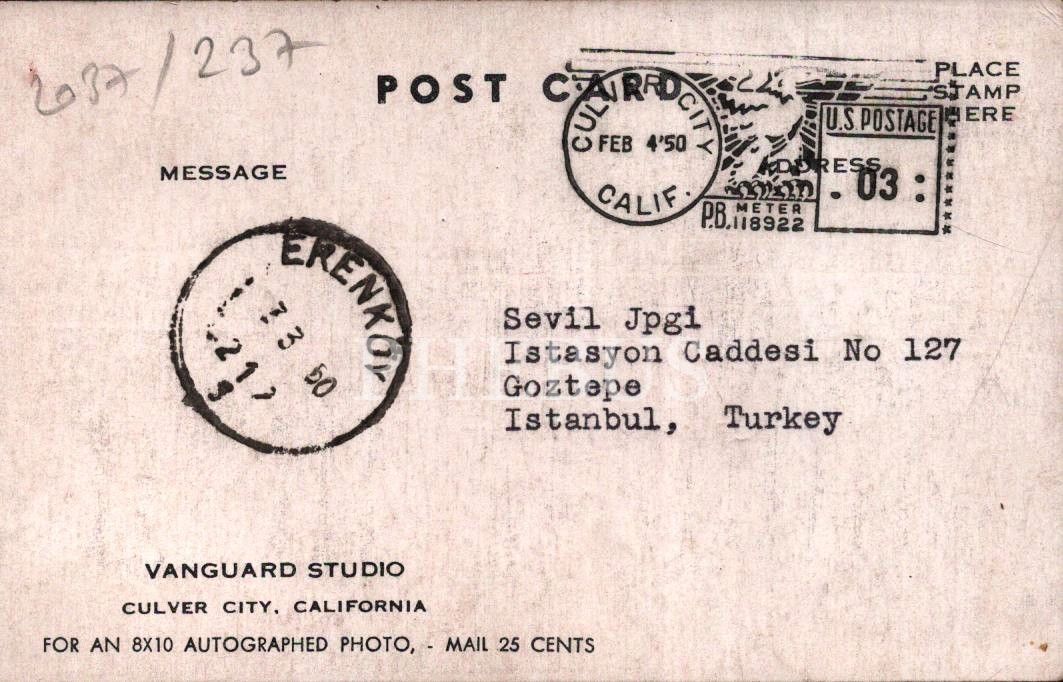 2037/237
POST CARD
PLACE
STAMP
HERE
CULVER CITY
CALIF.
FEB 4'50
U.S. POSTAGE
.03
P.B. METER
118922
MESSAGE
ADDRESS
ERENKÖY
3 50
Sevil Jpgi
Istasyon Caddesi No 127
Goztepe
Istanbul, Turkey
PHEBUS
VANGUARD STUDIO
CULVER CITY, CALIFORNIA
FOR AN 8X10 AUTOGRAPHED PHOTO, - MAIL 25 CENTS